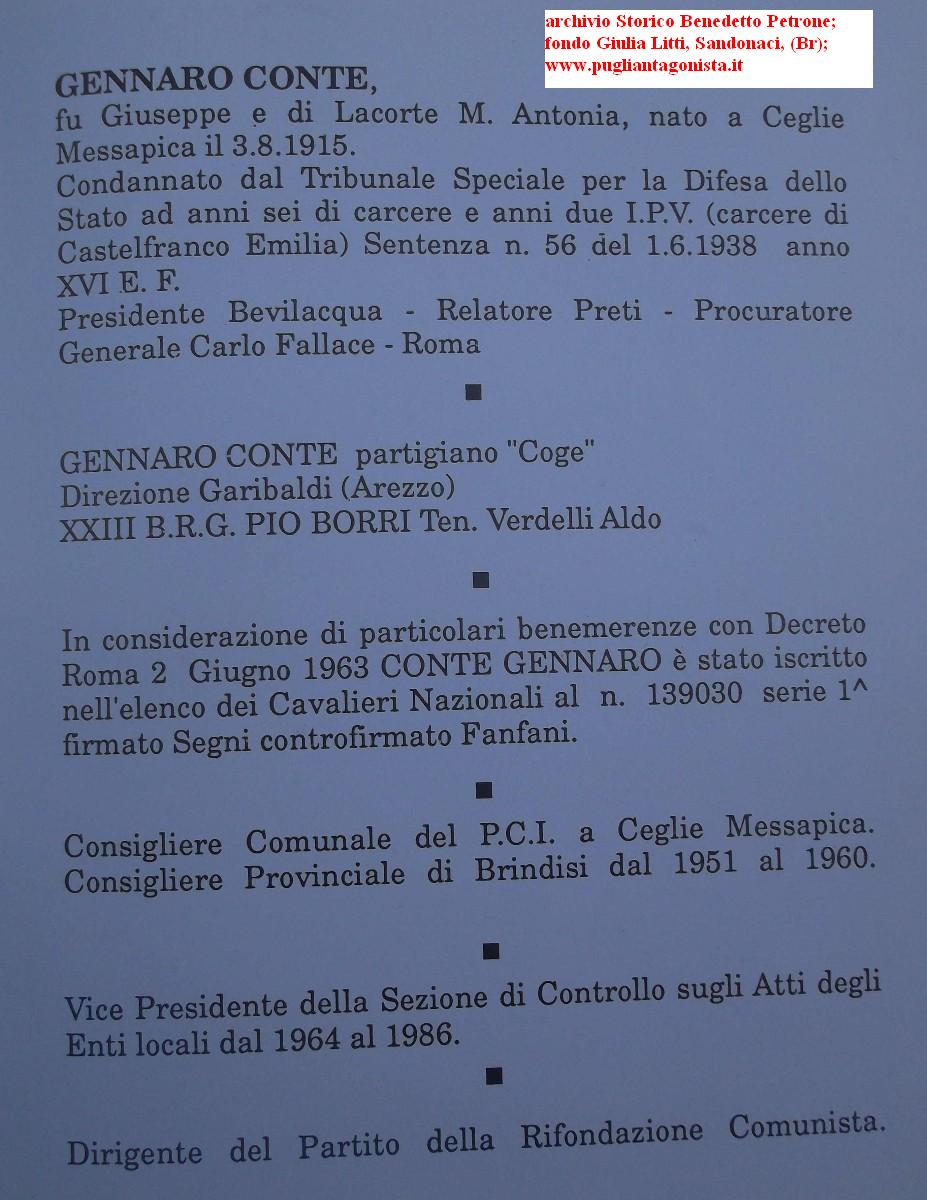 archivio Storico Benedetto Petrone;
fondo Giulia Litti, Sandonaci, (Br);
www.pugliantagonista.it
GENNARO CONTE,
fu Giuseppe e di Lacorte M. Antonia, nato a Ceglie
Messapica il 3.8.1915.
Condannato dal Tribunale Speciale per la Difesa dello
Stato ad anni sei di carcere e anni due I.P.V. (carcere di
Castelfranco Emilia) Sentenza n. 56 del 1.6.1938 anno
XVI E. F.
Presidente Bevilacqua - Relatore Preti - Procuratore
Generale Carlo Fallace - Roma
GENNARO CONTE partigiano "Coge"
Direzione Garibaldi (Arezzo)
XXIII B.R.G. PIO BORRI Ten. Verdelli Aldo
In considerazione di particolari benemerenze con Decreto
Roma 2 Giugno 1963 CONTE GENNARO è stato iscritto
nell'elenco dei Cavalieri Nazionali al n. 139030 serie 1^
firmato Segni controfirmato Fanfani.
Consigliere Comunale del P.C.I. a Ceglie Messapica.
Consigliere Provinciale di Brindisi dal 1951 al 1960.
Vice Presidente della Sezione di Controllo sugli Atti degli
Enti locali dal 1964 al 1986.
Dirigente del Partito della Rifondazione Comunista.